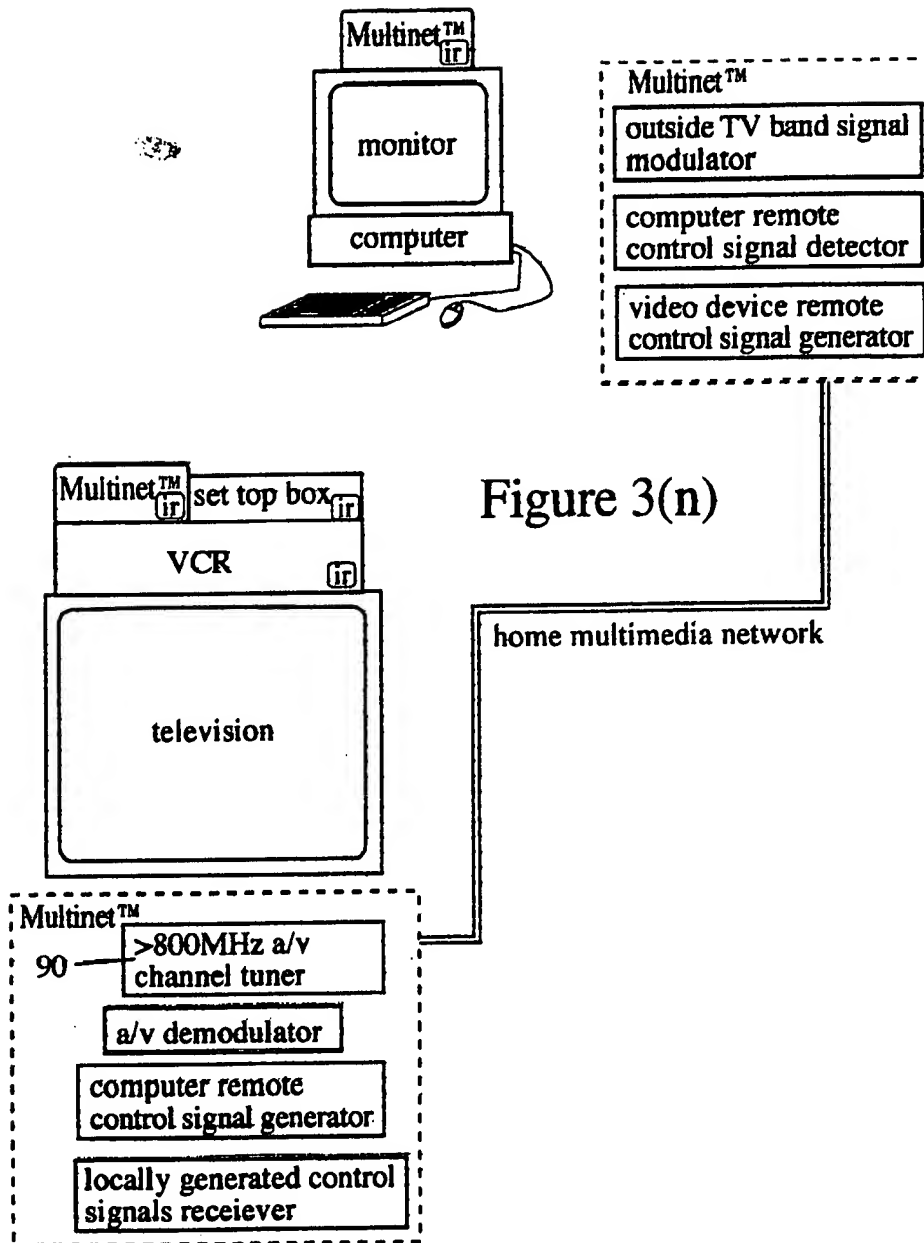 Multinet™
ir
monitor
computer
Multinet™
outside TV band signal
modulator
computer remote
control signal detector
video device remote
control signal generator
Multinet™
ir
set top box
ir
VCR
ir
television
Figure 3(n)
home multimedia network
Multinet™
90
>800MHz a/v
channel tuner
a/v demodulator
computer remote
control signal generator
locally generated control
signals receiever